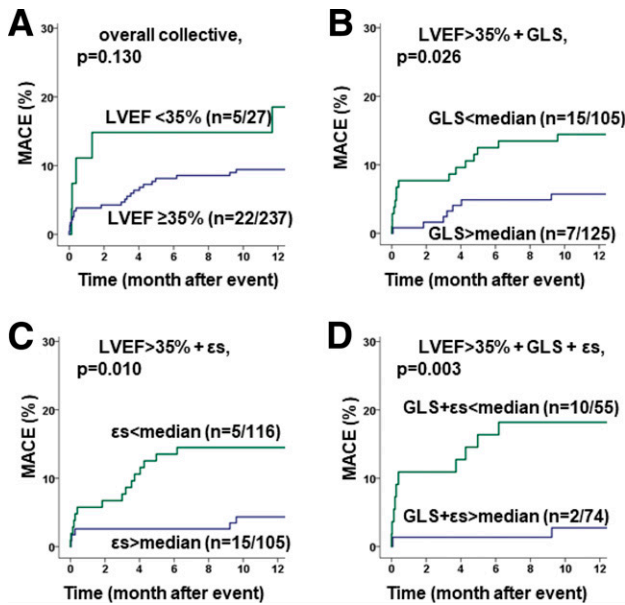 A
overall collective,
p=0.130
MACE (%)
30
20
10
0
LVEF <35% (n=5/27)
LVEF ≥35% (n=22/237)
0 2 4 6 8 10 12
Time (month after event)
B
LVEF>35% + GLS,
p=0.026
MACE (%)
30
20
10
0
GLS<median (n=15/105)
GLS>median (n=7/125)
0 2 4 6 8 10 12
Time (month after event)
C
LVEF>35% + εs,
p=0.010
MACE (%)
30
20
10
0
εs<median (n=5/116)
εs>median (n=15/105)
0 2 4 6 8 10 12
Time (month after event)
D
LVEF>35% + GLS + εs,
p=0.003
MACE (%)
30
20
10
0
GLS+εs<median (n=10/55)
GLS+εs>median (n=2/74)
0 2 4 6 8 10 12
Time (month after event)